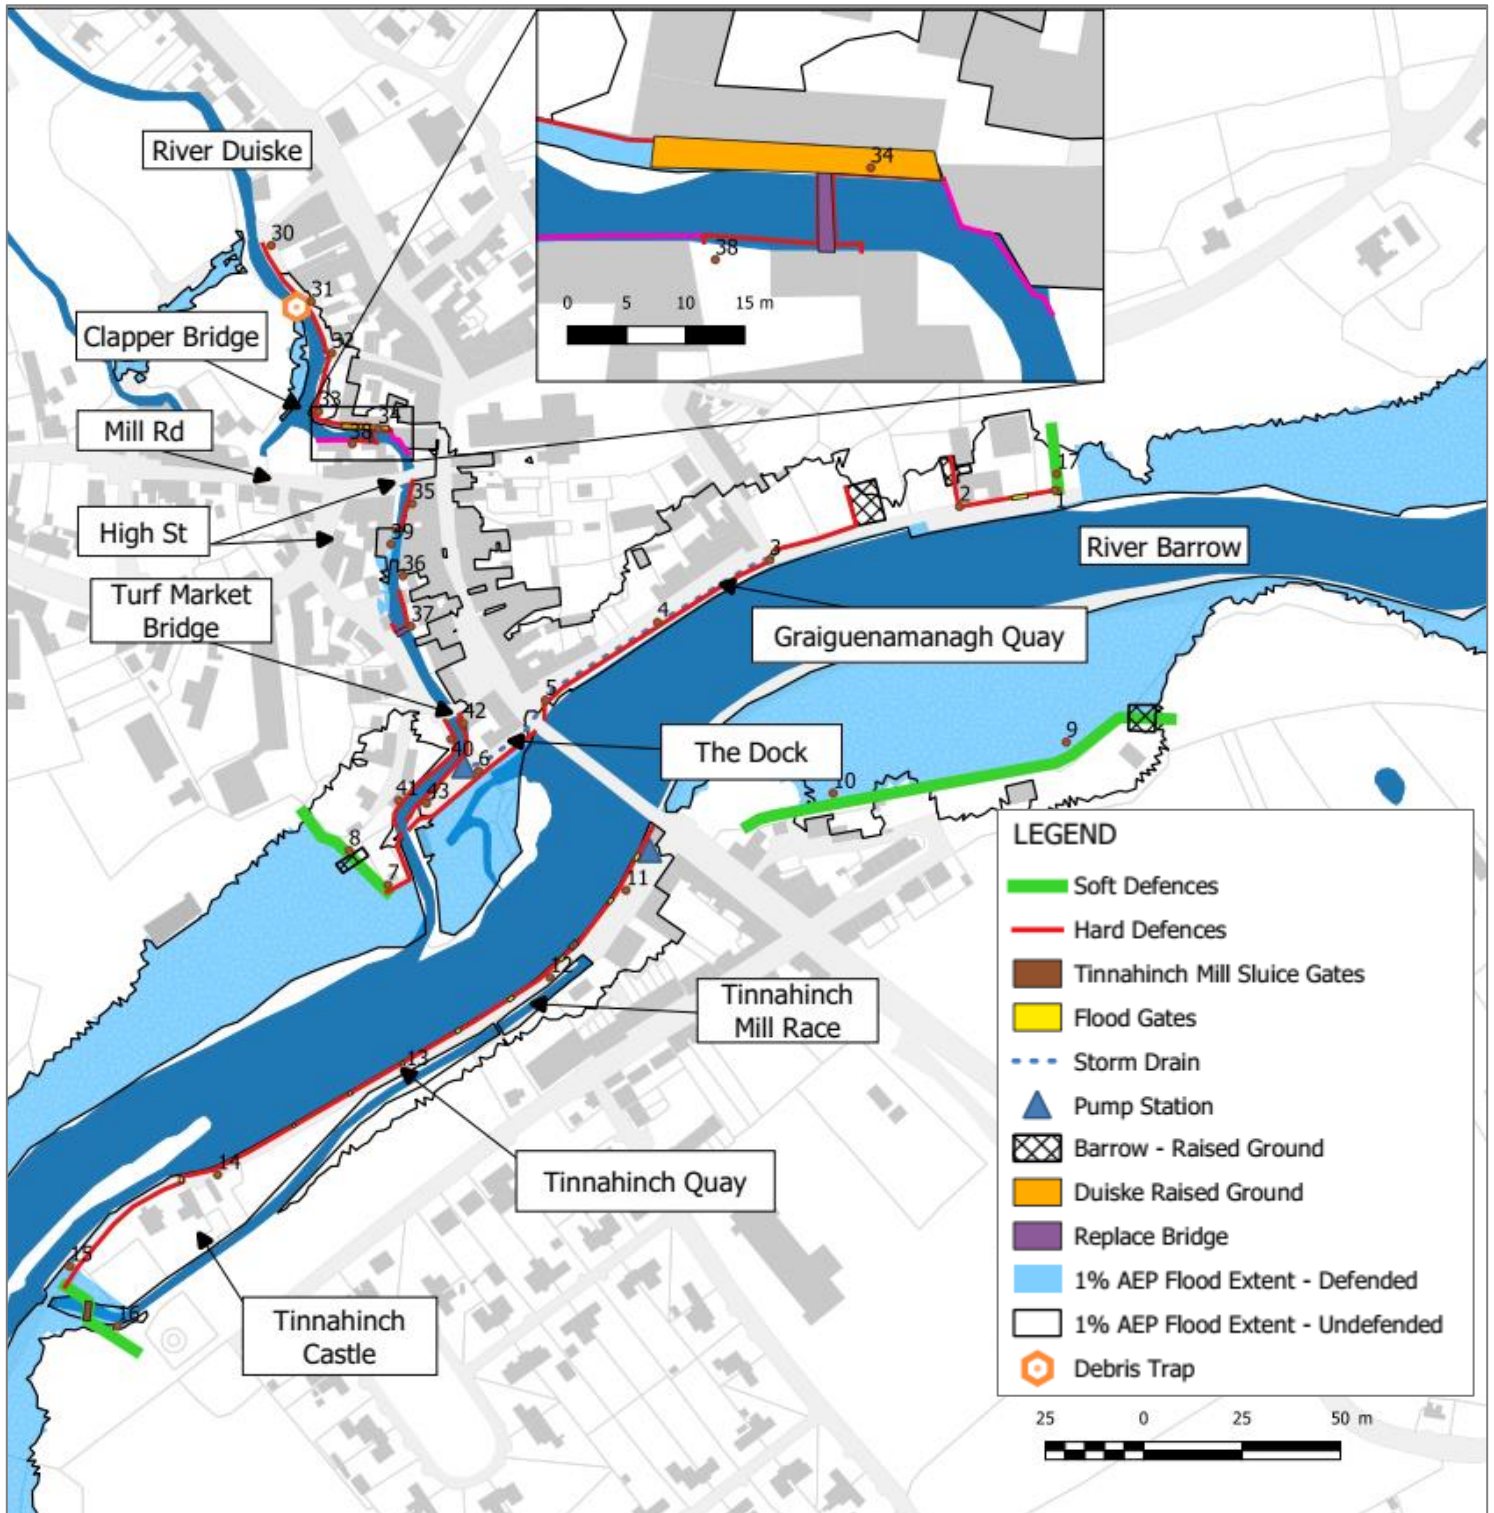 River Duiske
34
38
0 5 10 15 m
30
31
Clapper Bridge
32
33
34
38
Mill Rd
17
35
2
High St
39
River Barrow
3
36
Turf Market
Bridge
37
4
Graiguenamanagh Quay
5
42
9
40
6
The Dock
10
41
43
8
7
11
12
Tinnahinch
Mill Race
13
14
Tinnahinch Quay
15
16
Tinnahinch
Castle
LEGEND
Soft Defences
Hard Defences
Tinnahinch Mill Sluice Gates
Flood Gates
Storm Drain
Pump Station
Barrow - Raised Ground
Duiske Raised Ground
Replace Bridge
1% AEP Flood Extent - Defended
1% AEP Flood Extent - Undefended
Debris Trap
25 0 25 50 m